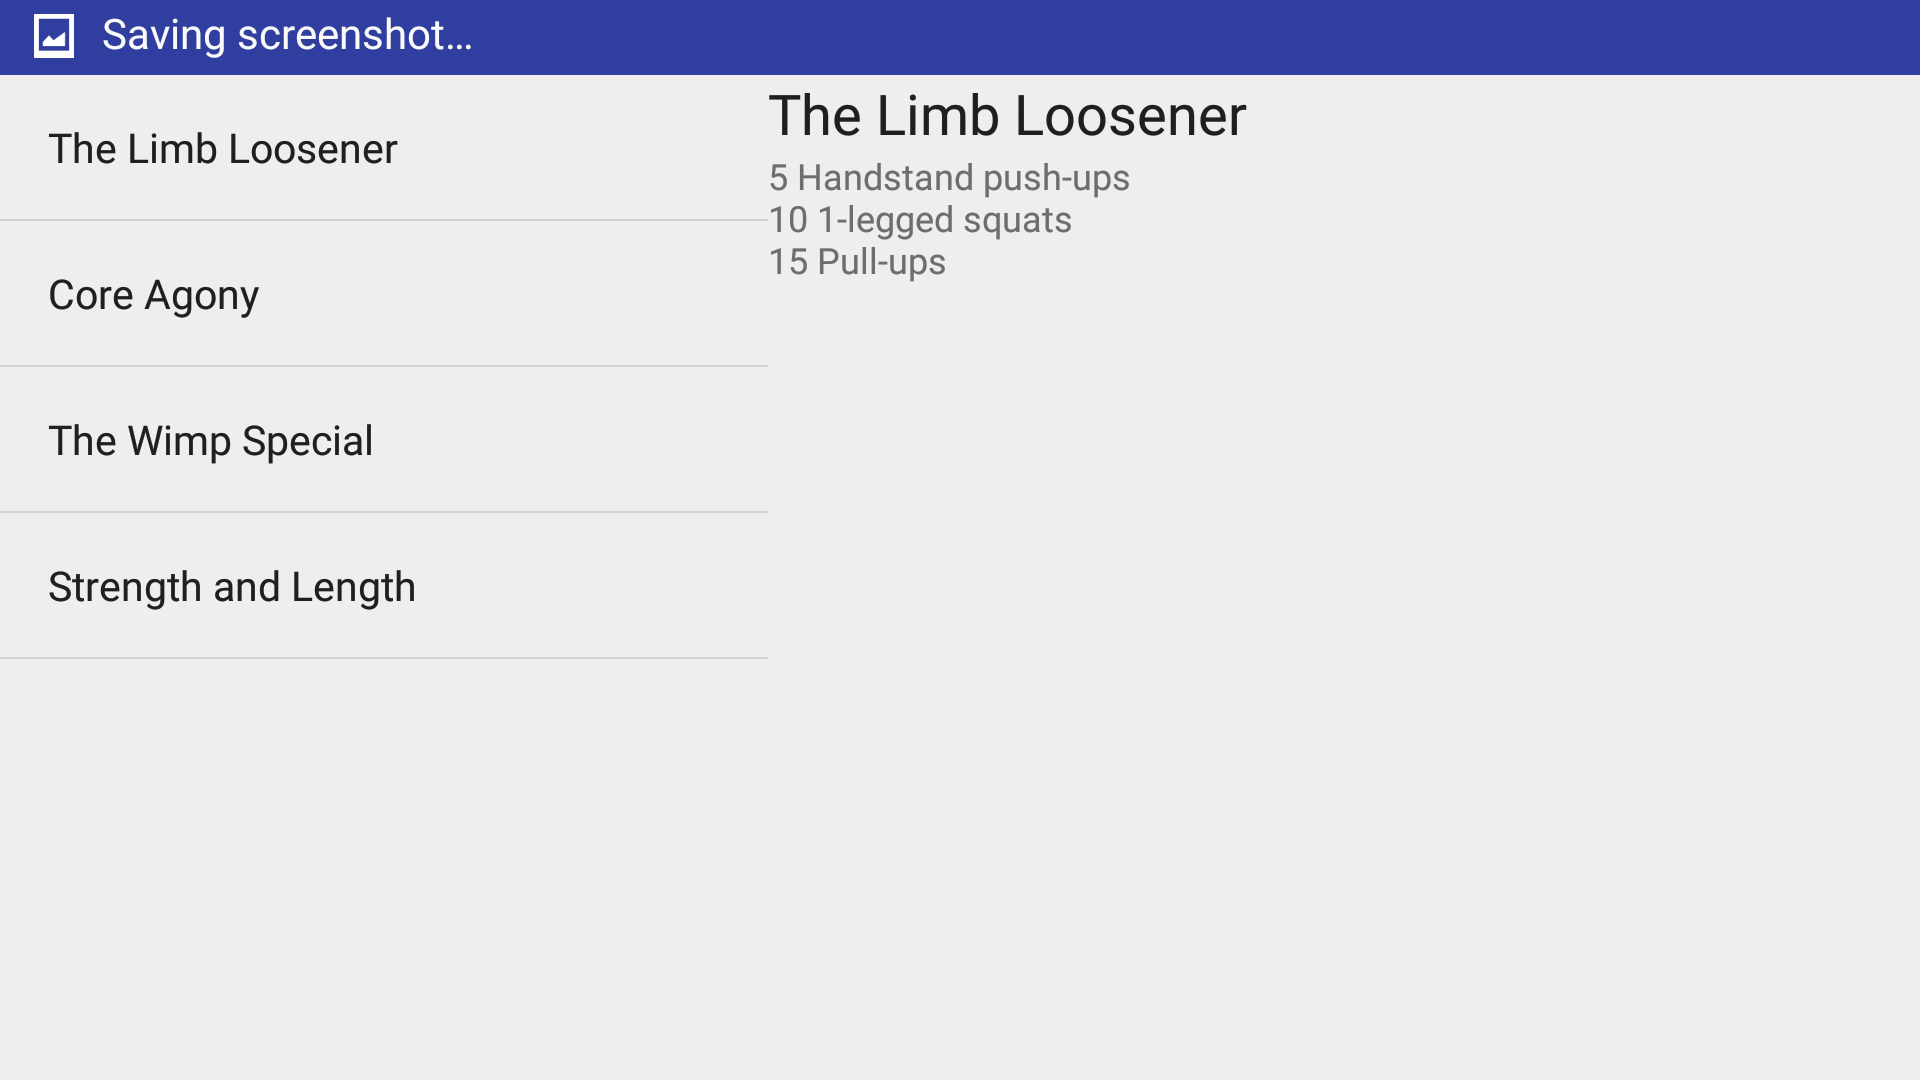 Saving screenshot...
The Limb Loosener
Core Agony
The Wimp Special
Strength and Length
The Limb Loosener
5 Handstand push-ups
10 1-legged squats
15 Pull-ups